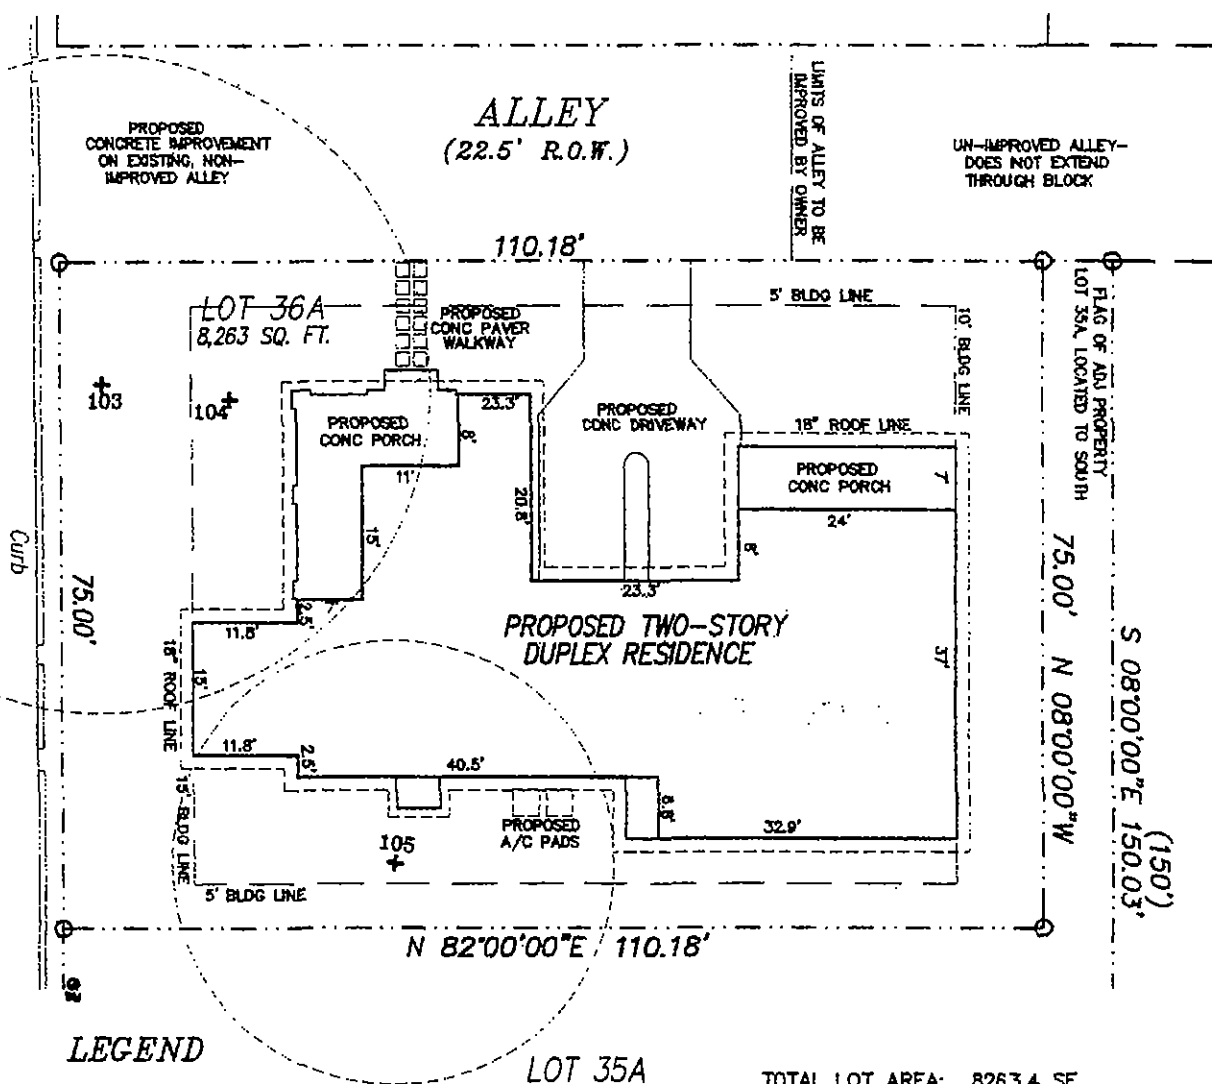 ALLEY
(22.5' R.O.W.)
PROPOSED
CONCRETE IMPROVEMENT
ON EXISTING, NON-
IMPROVED ALLEY
LIMITS OF ALLEY TO BE
IMPROVED BY OWNER
UN-IMPROVED ALLEY-
DOES NOT EXTEND
THROUGH BLOCK
110.18'
LOT 36A
8,263 SQ. FT.
PROPOSED
CONC PAVER
WALKWAY
5' BLDG LINE
10' BLDG LINE
FLAG OF ADJ PROPERTY
LOT 35A, LOCATED TO SOUTH
103
104
PROPOSED
CONC PORCH
23.3'
8'
11'
15'
20.8'
PROPOSED
CONC DRIVEWAY
18" ROOF LINE
PROPOSED
CONC PORCH
7'
24'
8'
23.3'
Curb
75.00'
2.5'
11.8'
PROPOSED TWO-STORY
DUPLEX RESIDENCE
37'
75.00' N 08°00'00"W
S 08°00'00"E 150.03'
(150')
18" ROOF LINE
15'
11.8'
2.5'
40.5'
8.8'
32.9'
15' BLDG LINE
PROPOSED
A/C PADS
105
5' BLDG LINE
N 82°00'00"E 110.18'
LEGEND
LOT 35A
TOTAL LOT AREA: 8263.4 SF